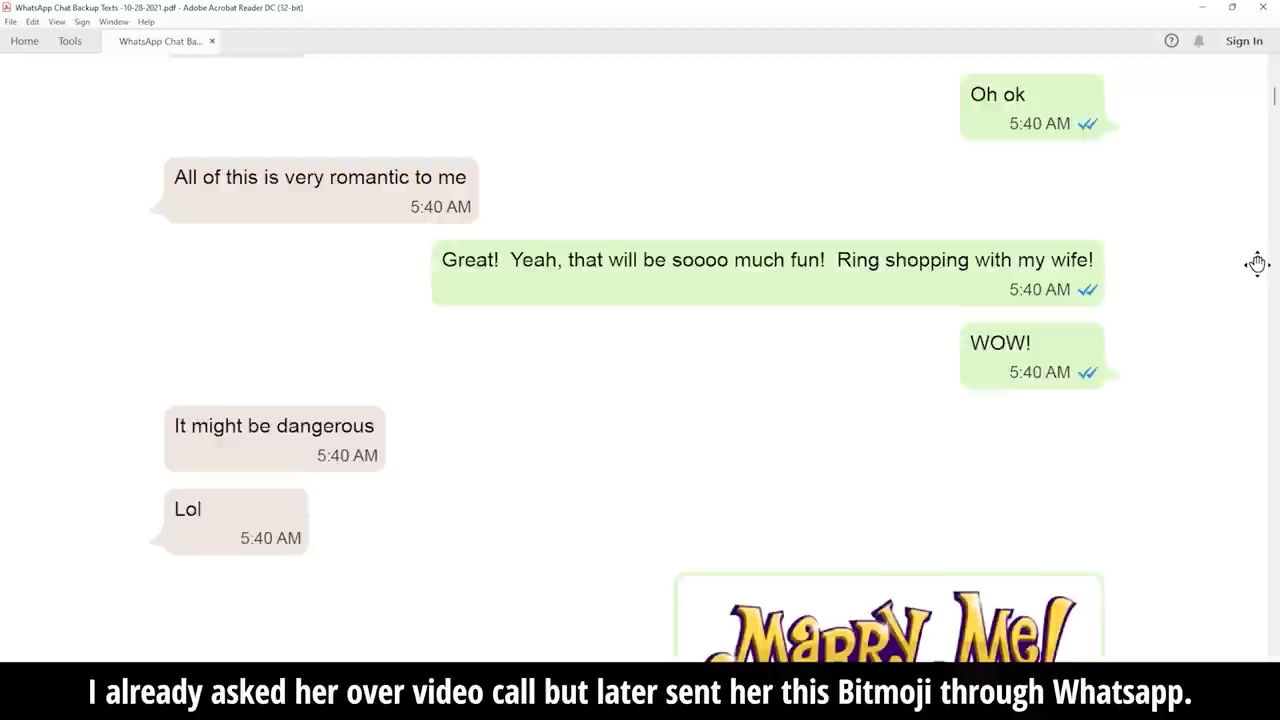 WhatsApp Chat Backup Texts -10-28-2021.pdf - Adobe Acrobat Reader DC (32-bit)
File Edit View Sign Window Help
Home Tools WhatsApp Chat Ba... × Sign In
Oh ok
5:40 AM
All of this is very romantic to me
5:40 AM
Great!  Yeah, that will be soooo much fun!  Ring shopping with my wife!
5:40 AM
WOW!
5:40 AM
It might be dangerous
5:40 AM
Lol
5:40 AM
Marry Me!
I already asked her over video call but later sent her this Bitmoji through Whatsapp.